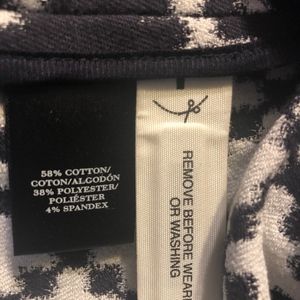 58% COTTON/
COTON/ALGODÓN
38% POLYESTER/
POLIÉSTER
4% SPANDEX
REMOVE BEFORE WEAR
OR WASHING